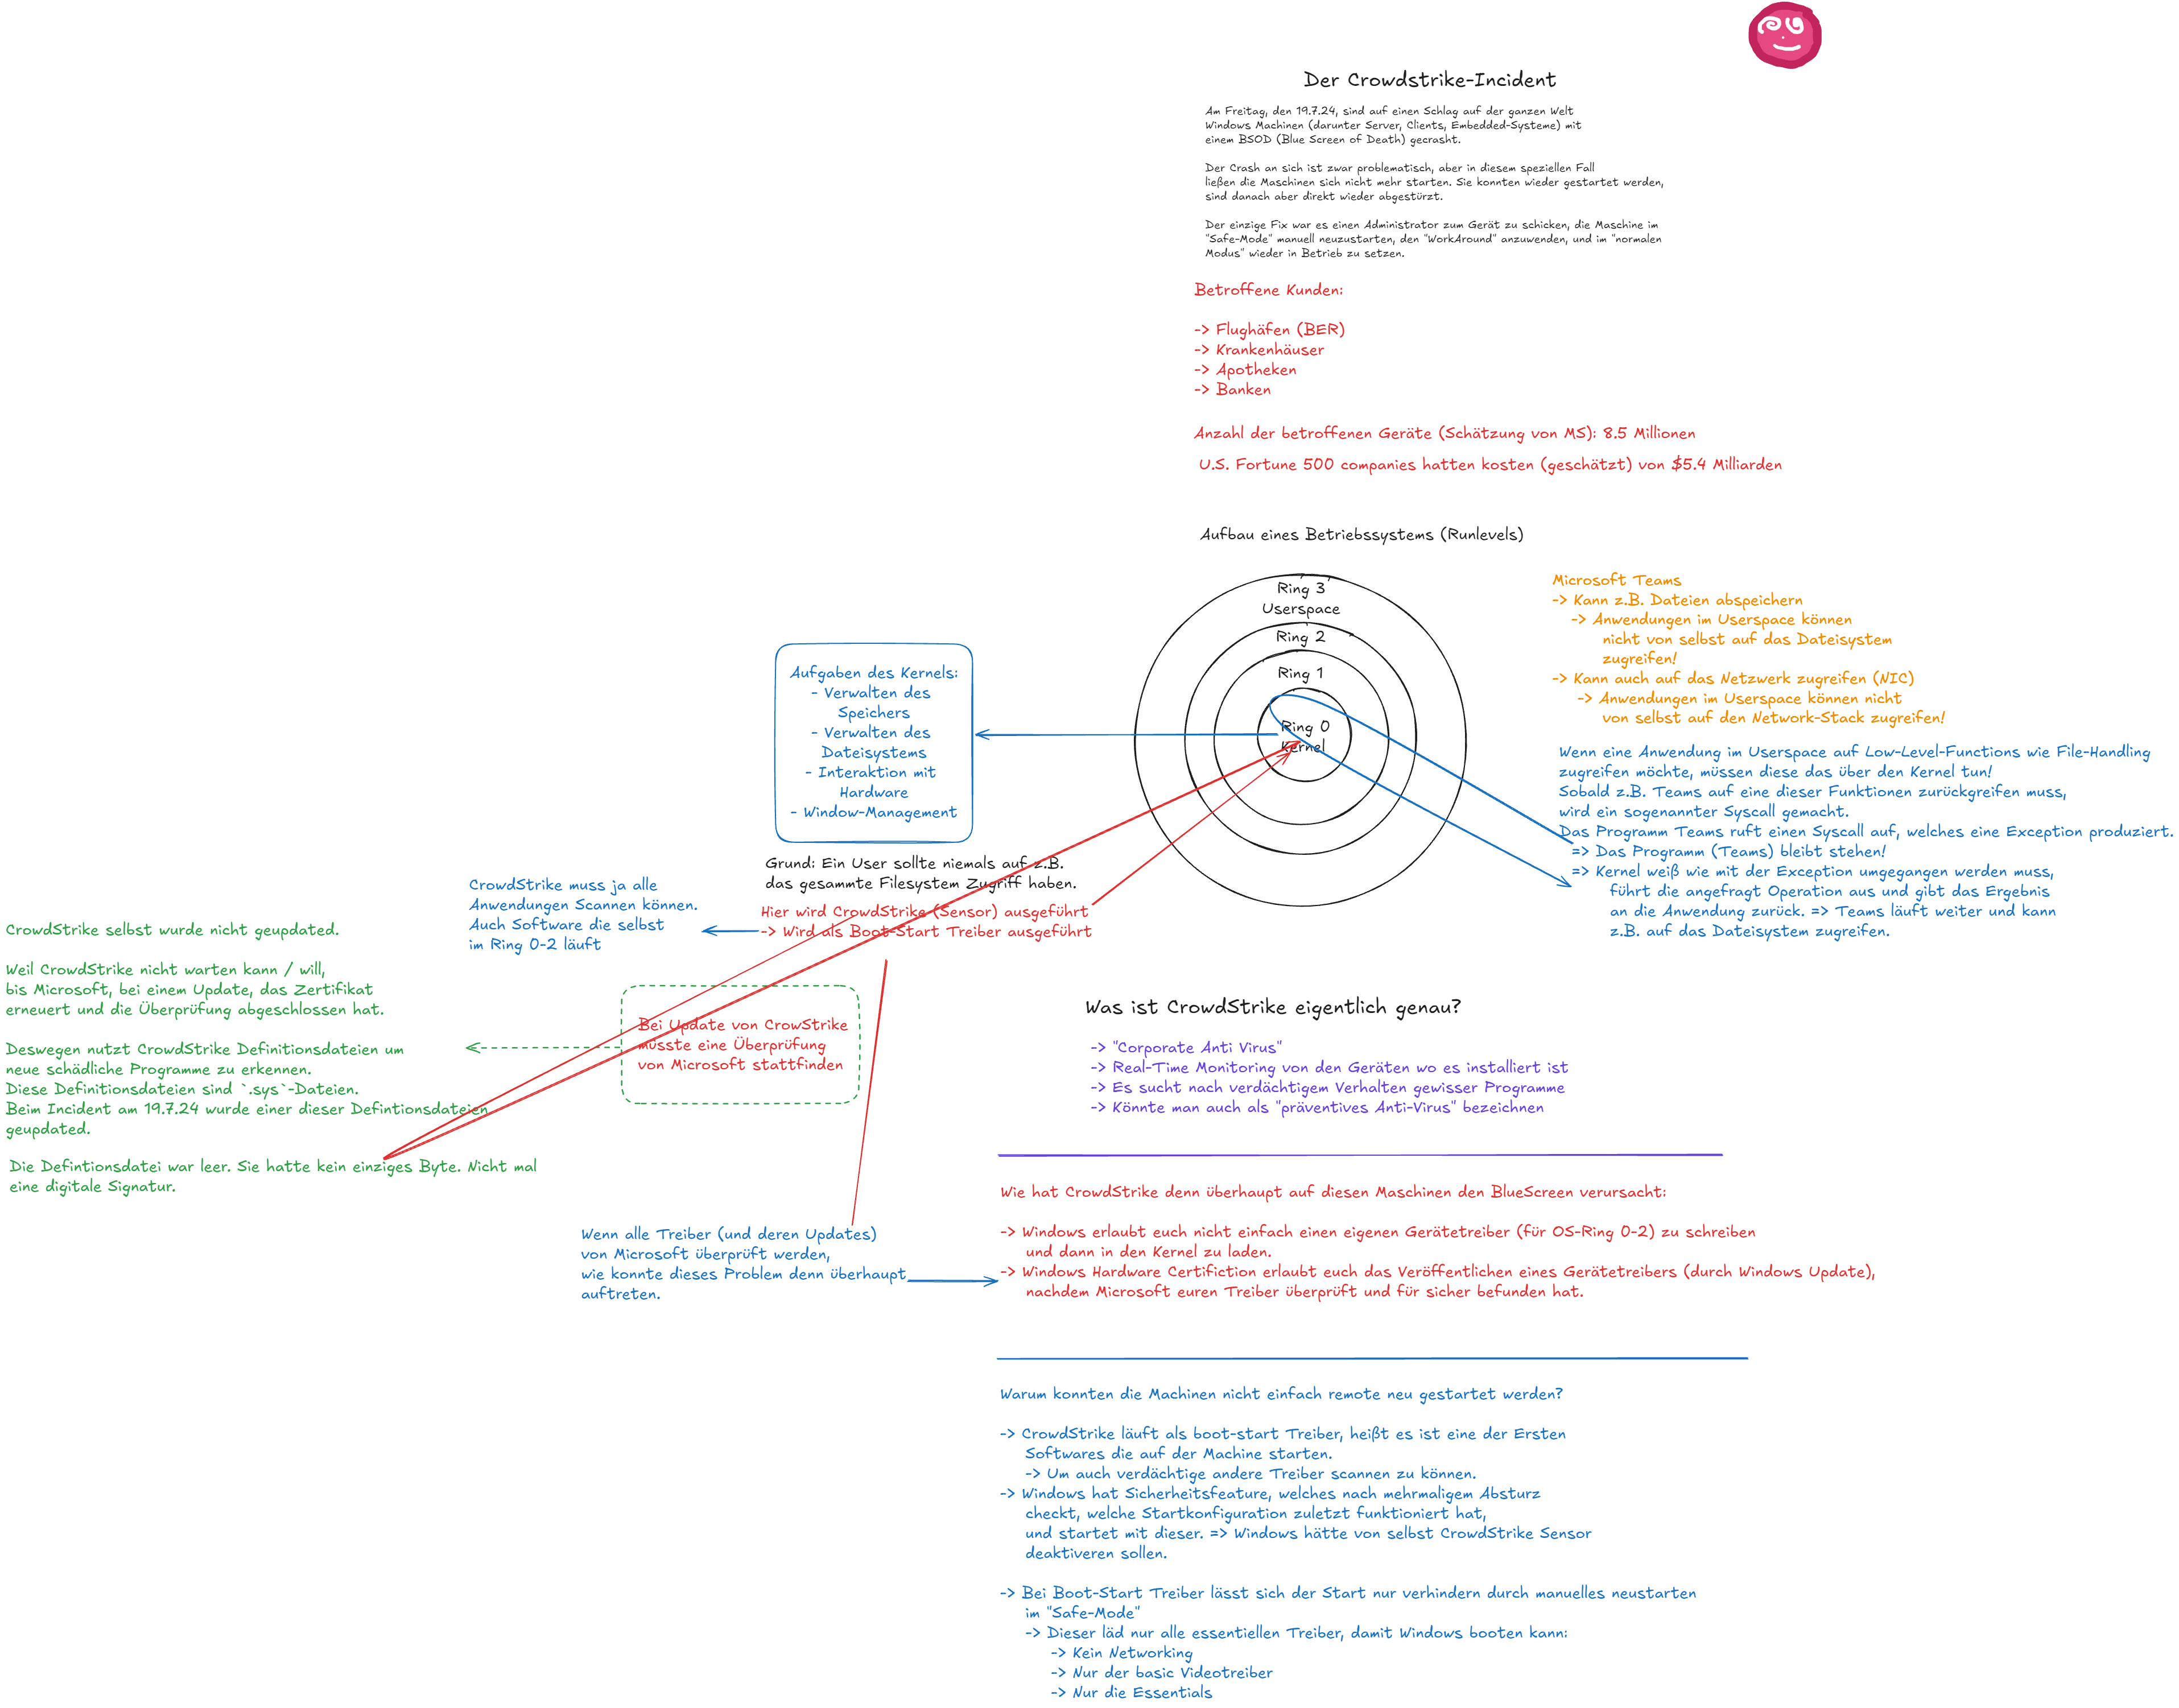 Der Crowdstrike-Incident
Am Freitag, den 19.7.24, sind auf einen Schlag auf der ganzen Welt
Windows Machinen (darunter Server, Clients, Embedded-Systeme) mit
einem BSOD (Blue Screen of Death) gecrasht.
Der Crash an sich ist zwar problematisch, aber in diesem speziellen Fall
ließen die Maschinen sich nicht mehr starten. Sie konnten wieder gestartet werden,
sind danach aber direkt wieder abgestürzt.
Der einzige Fix war es einen Administrator zum Gerät zu schicken, die Maschine im
"Safe-Mode" manuell neuzustarten, den "WorkAround" anzuwenden, und im "normalen
Modus" wieder in Betrieb zu setzen.
Betroffene Kunden:
-> Flughäfen (BER)
-> Krankenhäuser
-> Apotheken
-> Banken
Anzahl der betroffenen Geräte (Schätzung von MS): 8.5 Millionen
U.S. Fortune 500 companies hatten kosten (geschätzt) von $5.4 Milliarden
Aufbau eines Betriebssystems (Runlevels)
Ring 3
Userspace
Ring 2
Ring 1
Ring 0
Kernel
Microsoft Teams
-> Kann z.B. Dateien abspeichern
-> Anwendungen im Userspace können
nicht von selbst auf das Dateisystem
zugreifen!
-> Kann auch auf das Netzwerk zugreifen (NIC)
-> Anwendungen im Userspace können nicht
von selbst auf den Network-Stack zugreifen!
Wenn eine Anwendung im Userspace auf Low-Level-Functions wie File-Handling
zugreifen möchte, müssen diese das über den Kernel tun!
Sobald z.B. Teams auf eine dieser Funktionen zurückgreifen muss,
wird ein sogenannter Syscall gemacht.
Das Programm Teams ruft einen Syscall auf, welches eine Exception produziert.
=> Das Programm (Teams) bleibt stehen!
=> Kernel weiß wie mit der Exception umgegangen werden muss,
führt die angefragt Operation aus und gibt das Ergebnis
an die Anwendung zurück. => Teams läuft weiter und kann
z.B. auf das Dateisystem zugreifen.
Aufgaben des Kernels:
- Verwalten des
Speichers
- Verwalten des
Dateisystems
- Interaktion mit
Hardware
- Window-Management
Grund: Ein User sollte niemals auf z.B.
das gesammte Filesystem Zugriff haben.
Hier wird CrowdStrike (Sensor) ausgeführt
-> Wird als Boot-Start Treiber ausgeführt
CrowdStrike muss ja alle
Anwendungen Scannen können.
Auch Software die selbst
im Ring 0-2 läuft
CrowdStrike selbst wurde nicht geupdated.
Weil CrowdStrike nicht warten kann / will,
bis Microsoft, bei einem Update, das Zertifikat
erneuert und die Überprüfung abgeschlossen hat.
Deswegen nutzt CrowdStrike Definitionsdateien um
neue schädliche Programme zu erkennen.
Diese Definitionsdateien sind `.sys`-Dateien.
Beim Incident am 19.7.24 wurde einer dieser Defintionsdateien
geupdated.
Die Defintionsdatei war leer. Sie hatte kein einziges Byte. Nicht mal
eine digitale Signatur.
Bei Update von CrowStrike
müsste eine Überprüfung
von Microsoft stattfinden
Wenn alle Treiber (und deren Updates)
von Microsoft überprüft werden,
wie konnte dieses Problem denn überhaupt
auftreten.
Was ist CrowdStrike eigentlich genau?
-> "Corporate Anti Virus"
-> Real-Time Monitoring von den Geräten wo es installiert ist
-> Es sucht nach verdächtigem Verhalten gewisser Programme
-> Könnte man auch als "präventives Anti-Virus" bezeichnen
Wie hat CrowdStrike denn überhaupt auf diesen Maschinen den BlueScreen verursacht:
-> Windows erlaubt euch nicht einfach einen eigenen Gerätetreiber (für OS-Ring 0-2) zu schreiben
und dann in den Kernel zu laden.
-> Windows Hardware Certifiction erlaubt euch das Veröffentlichen eines Gerätetreibers (durch Windows Update),
nachdem Microsoft euren Treiber überprüft und für sicher befunden hat.
Warum konnten die Machinen nicht einfach remote neu gestartet werden?
-> CrowdStrike läuft als boot-start Treiber, heißt es ist eine der Ersten
Softwares die auf der Machine starten.
-> Um auch verdächtige andere Treiber scannen zu können.
-> Windows hat Sicherheitsfeature, welches nach mehrmaligem Absturz
checkt, welche Startkonfiguration zuletzt funktioniert hat,
und startet mit dieser. => Windows hätte von selbst CrowdStrike Sensor
deaktiveren sollen.
-> Bei Boot-Start Treiber lässt sich der Start nur verhindern durch manuelles neustarten
im "Safe-Mode"
-> Dieser läd nur alle essentiellen Treiber, damit Windows booten kann:
-> Kein Networking
-> Nur der basic Videotreiber
-> Nur die Essentials